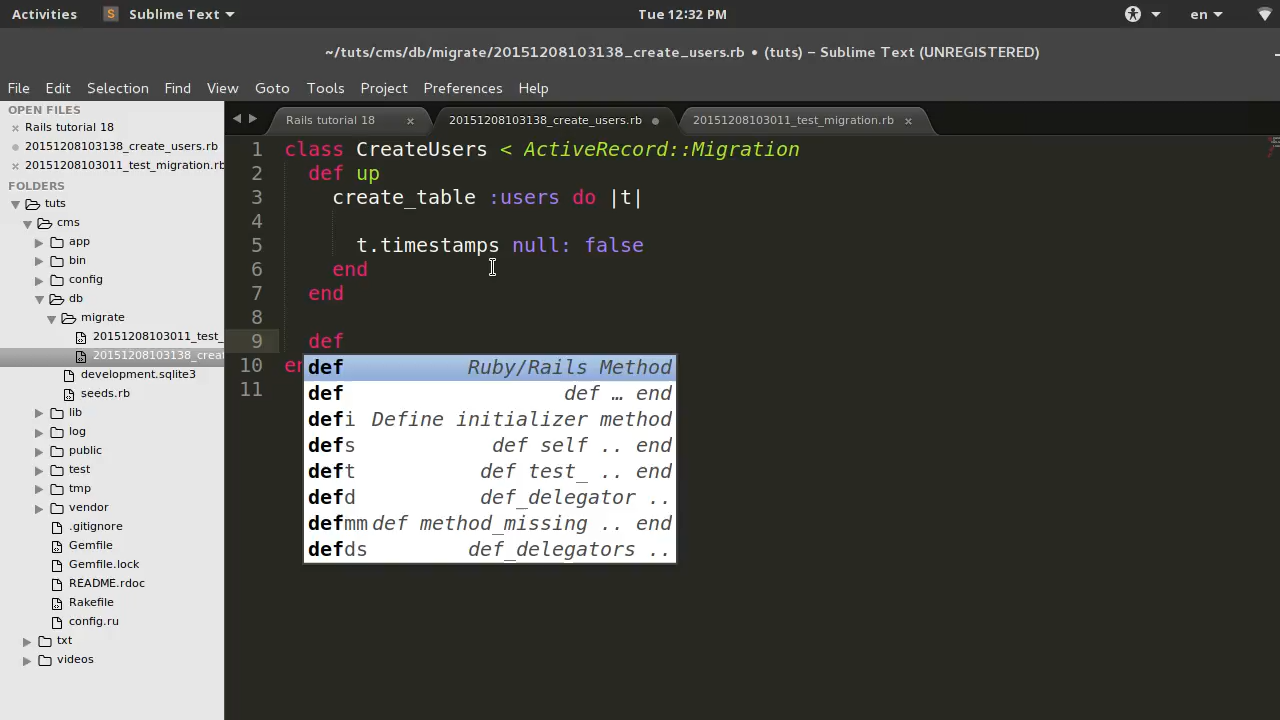 Activities Sublime Text Tue 12:32 PM en
~/tuts/cms/db/migrate/20151208103138_create_users.rb • (tuts) – Sublime Text (UNREGISTERED)
File Edit Selection Find View Goto Tools Project Preferences Help
OPEN FILES
Rails tutorial 18
20151208103138_create_users.rb
20151208103011_test_migration.rb
FOLDERS
tuts
cms
app
bin
config
db
migrate
20151208103011_test_
20151208103138_creat
development.sqlite3
seeds.rb
lib
log
public
test
tmp
vendor
.gitignore
Gemfile
Gemfile.lock
README.rdoc
Rakefile
config.ru
txt
videos
Rails tutorial 18 20151208103138_create_users.rb 20151208103011_test_migration.rb
1 class CreateUsers < ActiveRecord::Migration
2 def up
3 create_table :users do |t|
4
5 t.timestamps null: false
6 end
7 end
8
9 def
10 en
11
def Ruby/Rails Method
def def … end
defi Define initializer method
defs def self .. end
deft def test_ .. end
defd def_delegator ..
defmm def method_missing .. end
defds def_delegators ..